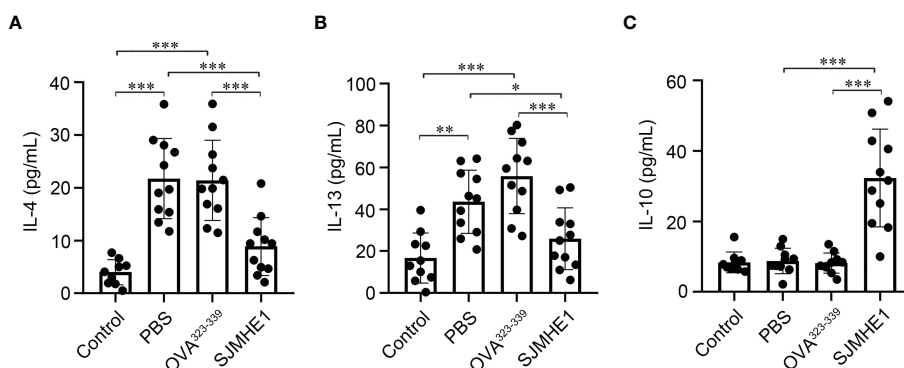 A
IL-4 (pg/mL)
40
30
20
10
0
***
***
***
***
Control
PBS
OVA323-339
SJMHE1
B
IL-13 (pg/mL)
100
80
60
40
20
0
***
*
**
***
Control
PBS
OVA323-339
SJMHE1
C
IL-10 (pg/mL)
60
40
20
0
***
***
Control
PBS
OVA323-339
SJMHE1